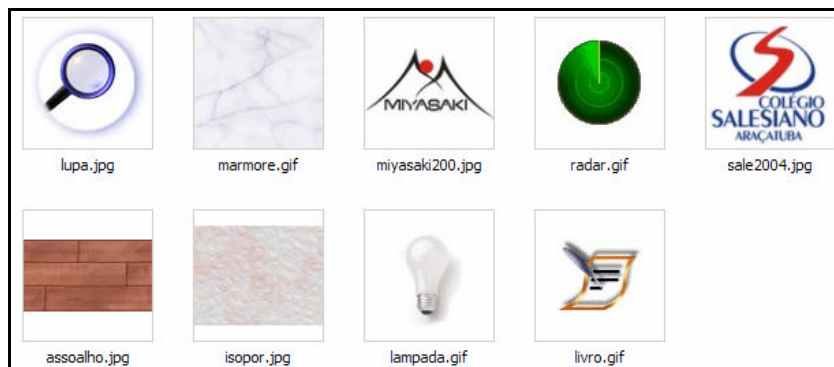 MIYASAKI
COLÉGIO
SALESIANO
ARAÇATUBA
lupa.jpg
marmore.gif
miyasaki200.jpg
radar.gif
sale2004.jpg
assoalho.jpg
isopor.jpg
lampada.gif
livro.gif